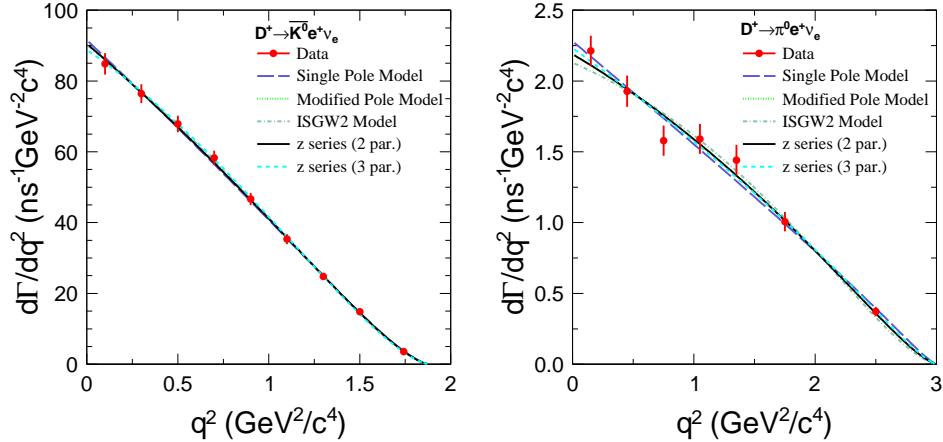 D⁺→K̅⁰e⁺νₑ
Data
Single Pole Model
Modified Pole Model
ISGW2 Model
z series (2 par.)
z series (3 par.)
dΓ/dq² (ns⁻¹GeV⁻²c⁴)
100
80
60
40
20
0
0
0.5
1
1.5
2
q² (GeV²/c⁴)
D⁺→π⁰e⁺νₑ
Data
Single Pole Model
Modified Pole Model
ISGW2 Model
z series (2 par.)
z series (3 par.)
dΓ/dq² (ns⁻¹GeV⁻²c⁴)
2.5
2.0
1.5
1.0
0.5
0.0
0
1
2
3
q² (GeV²/c⁴)